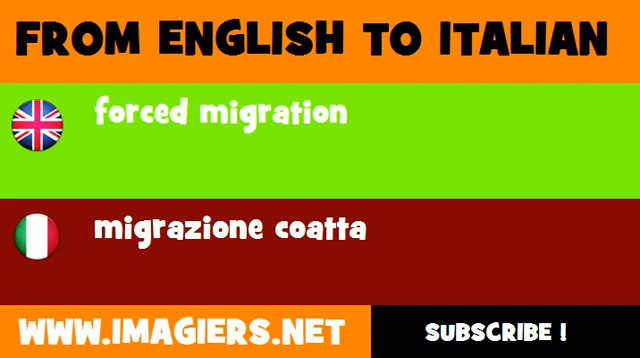 FROM ENGLISH TO ITALIAN
forced migration
migrazione coatta
WWW.IMAGIERS.NET
SUBSCRIBE !